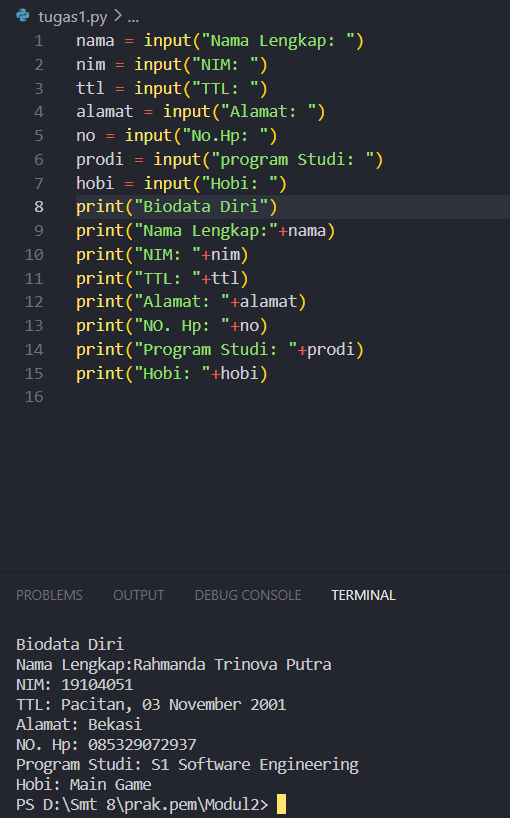 tugas1.py > ...
1 nama = input("Nama Lengkap: ")
2 nim = input("NIM: ")
3 ttl = input("TTL: ")
4 alamat = input("Alamat: ")
5 no = input("No.Hp: ")
6 prodi = input("program Studi: ")
7 hobi = input("Hobi: ")
8 print("Biodata Diri")
9 print("Nama Lengkap:"+nama)
10 print("NIM: "+nim)
11 print("TTL: "+ttl)
12 print("Alamat: "+alamat)
13 print("NO. Hp: "+no)
14 print("Program Studi: "+prodi)
15 print("Hobi: "+hobi)
16
PROBLEMS OUTPUT DEBUG CONSOLE TERMINAL
Biodata Diri
Nama Lengkap:Rahmanda Trinova Putra
NIM: 19104051
TTL: Pacitan, 03 November 2001
Alamat: Bekasi
NO. Hp: 085329072937
Program Studi: S1 Software Engineering
Hobi: Main Game
PS D:\Smt 8\prak.pem\Modul2>